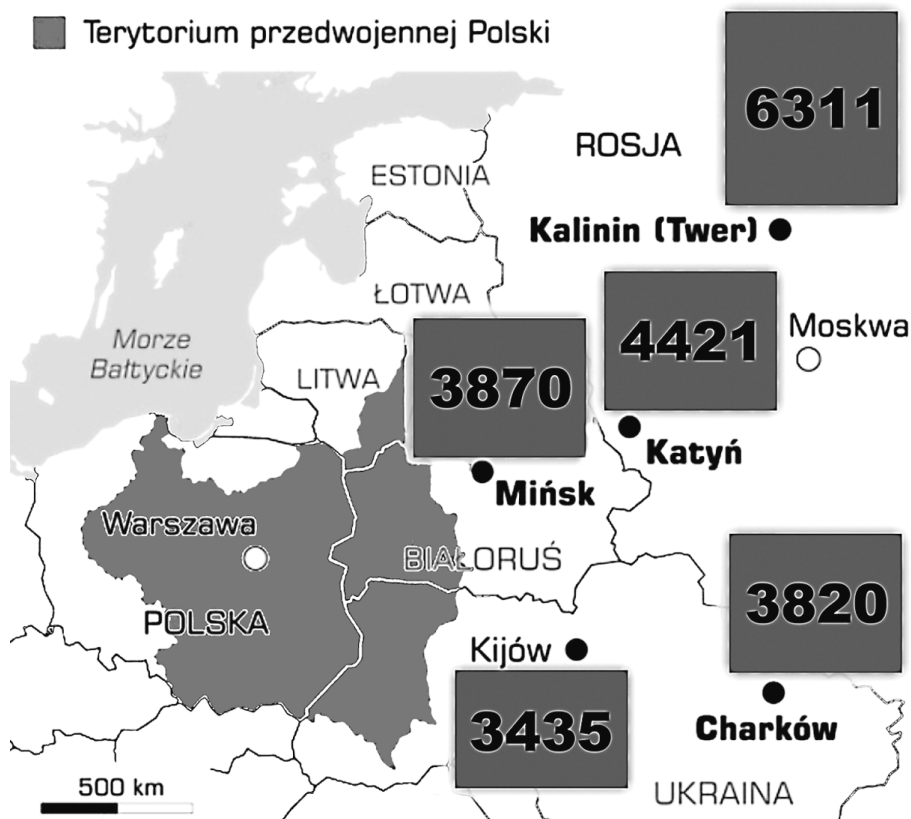 Terytorium przedwojennej Polski
6311
ROSJA
ESTONIA
Kalinin (Twer)
ŁOTWA
4421
Moskwa
Morze
Bałtyckie
LITWA
3870
Katyń
Mińsk
Warszawa
BIAŁORUŚ
3820
POLSKA
Kijów
3435
Charków
500 km
UKRAINA